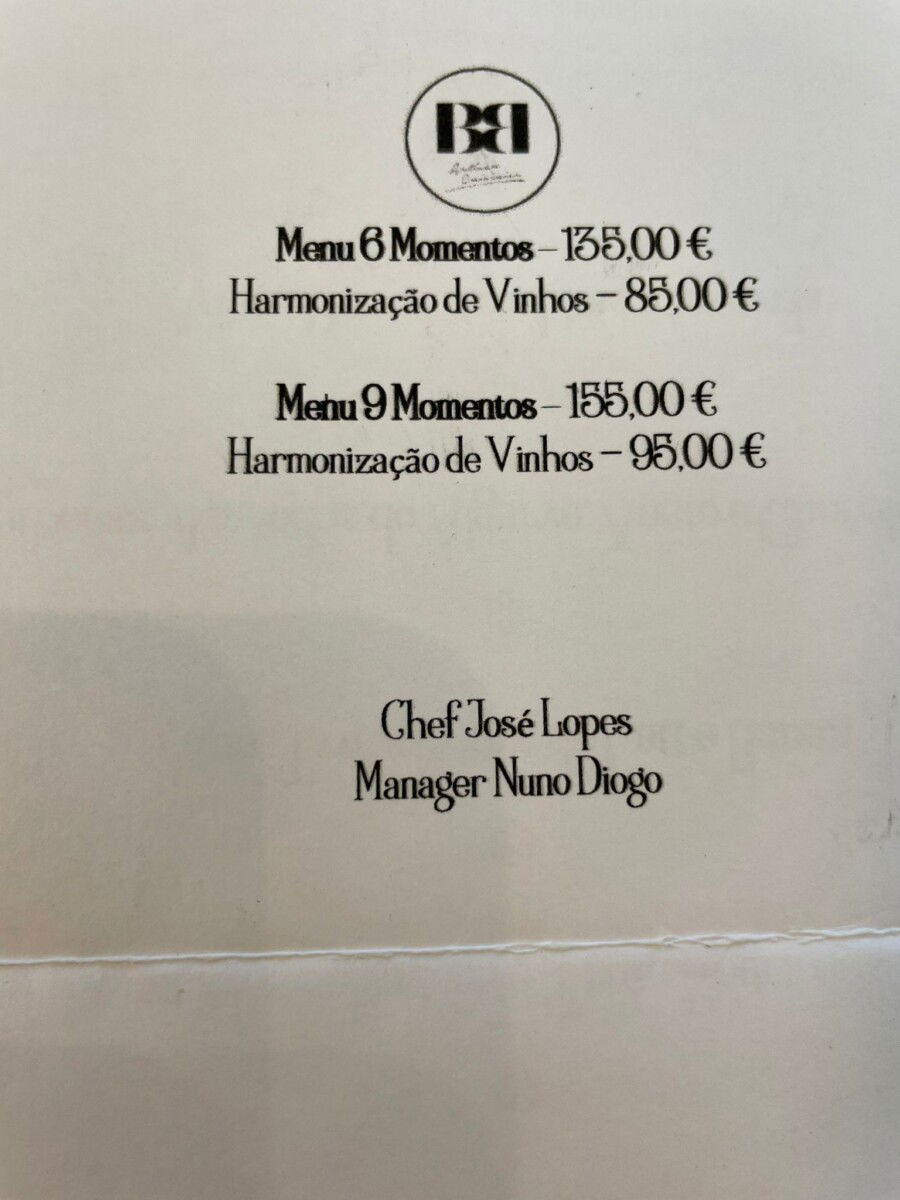 BB
Menu 6 Momentos – 135,00 €
Harmonização de Vinhos – 85,00 €
Menu 9 Momentos – 155,00 €
Harmonização de Vinhos – 95,00 €
Chef José Lopes
Manager Nuno Diogo